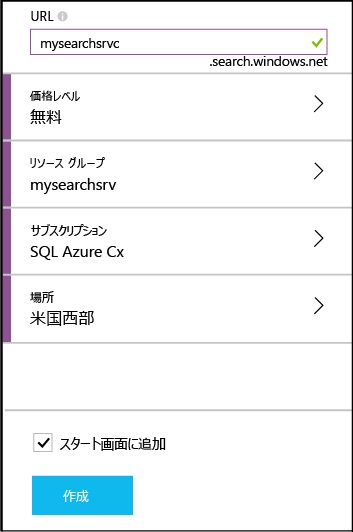 URL
mysearchsrvc
.search.windows.net
価格レベル
無料
リソース グループ
mysearchsrv
サブスクリプション
SQL Azure Cx
場所
米国西部
スタート画面に追加
作成